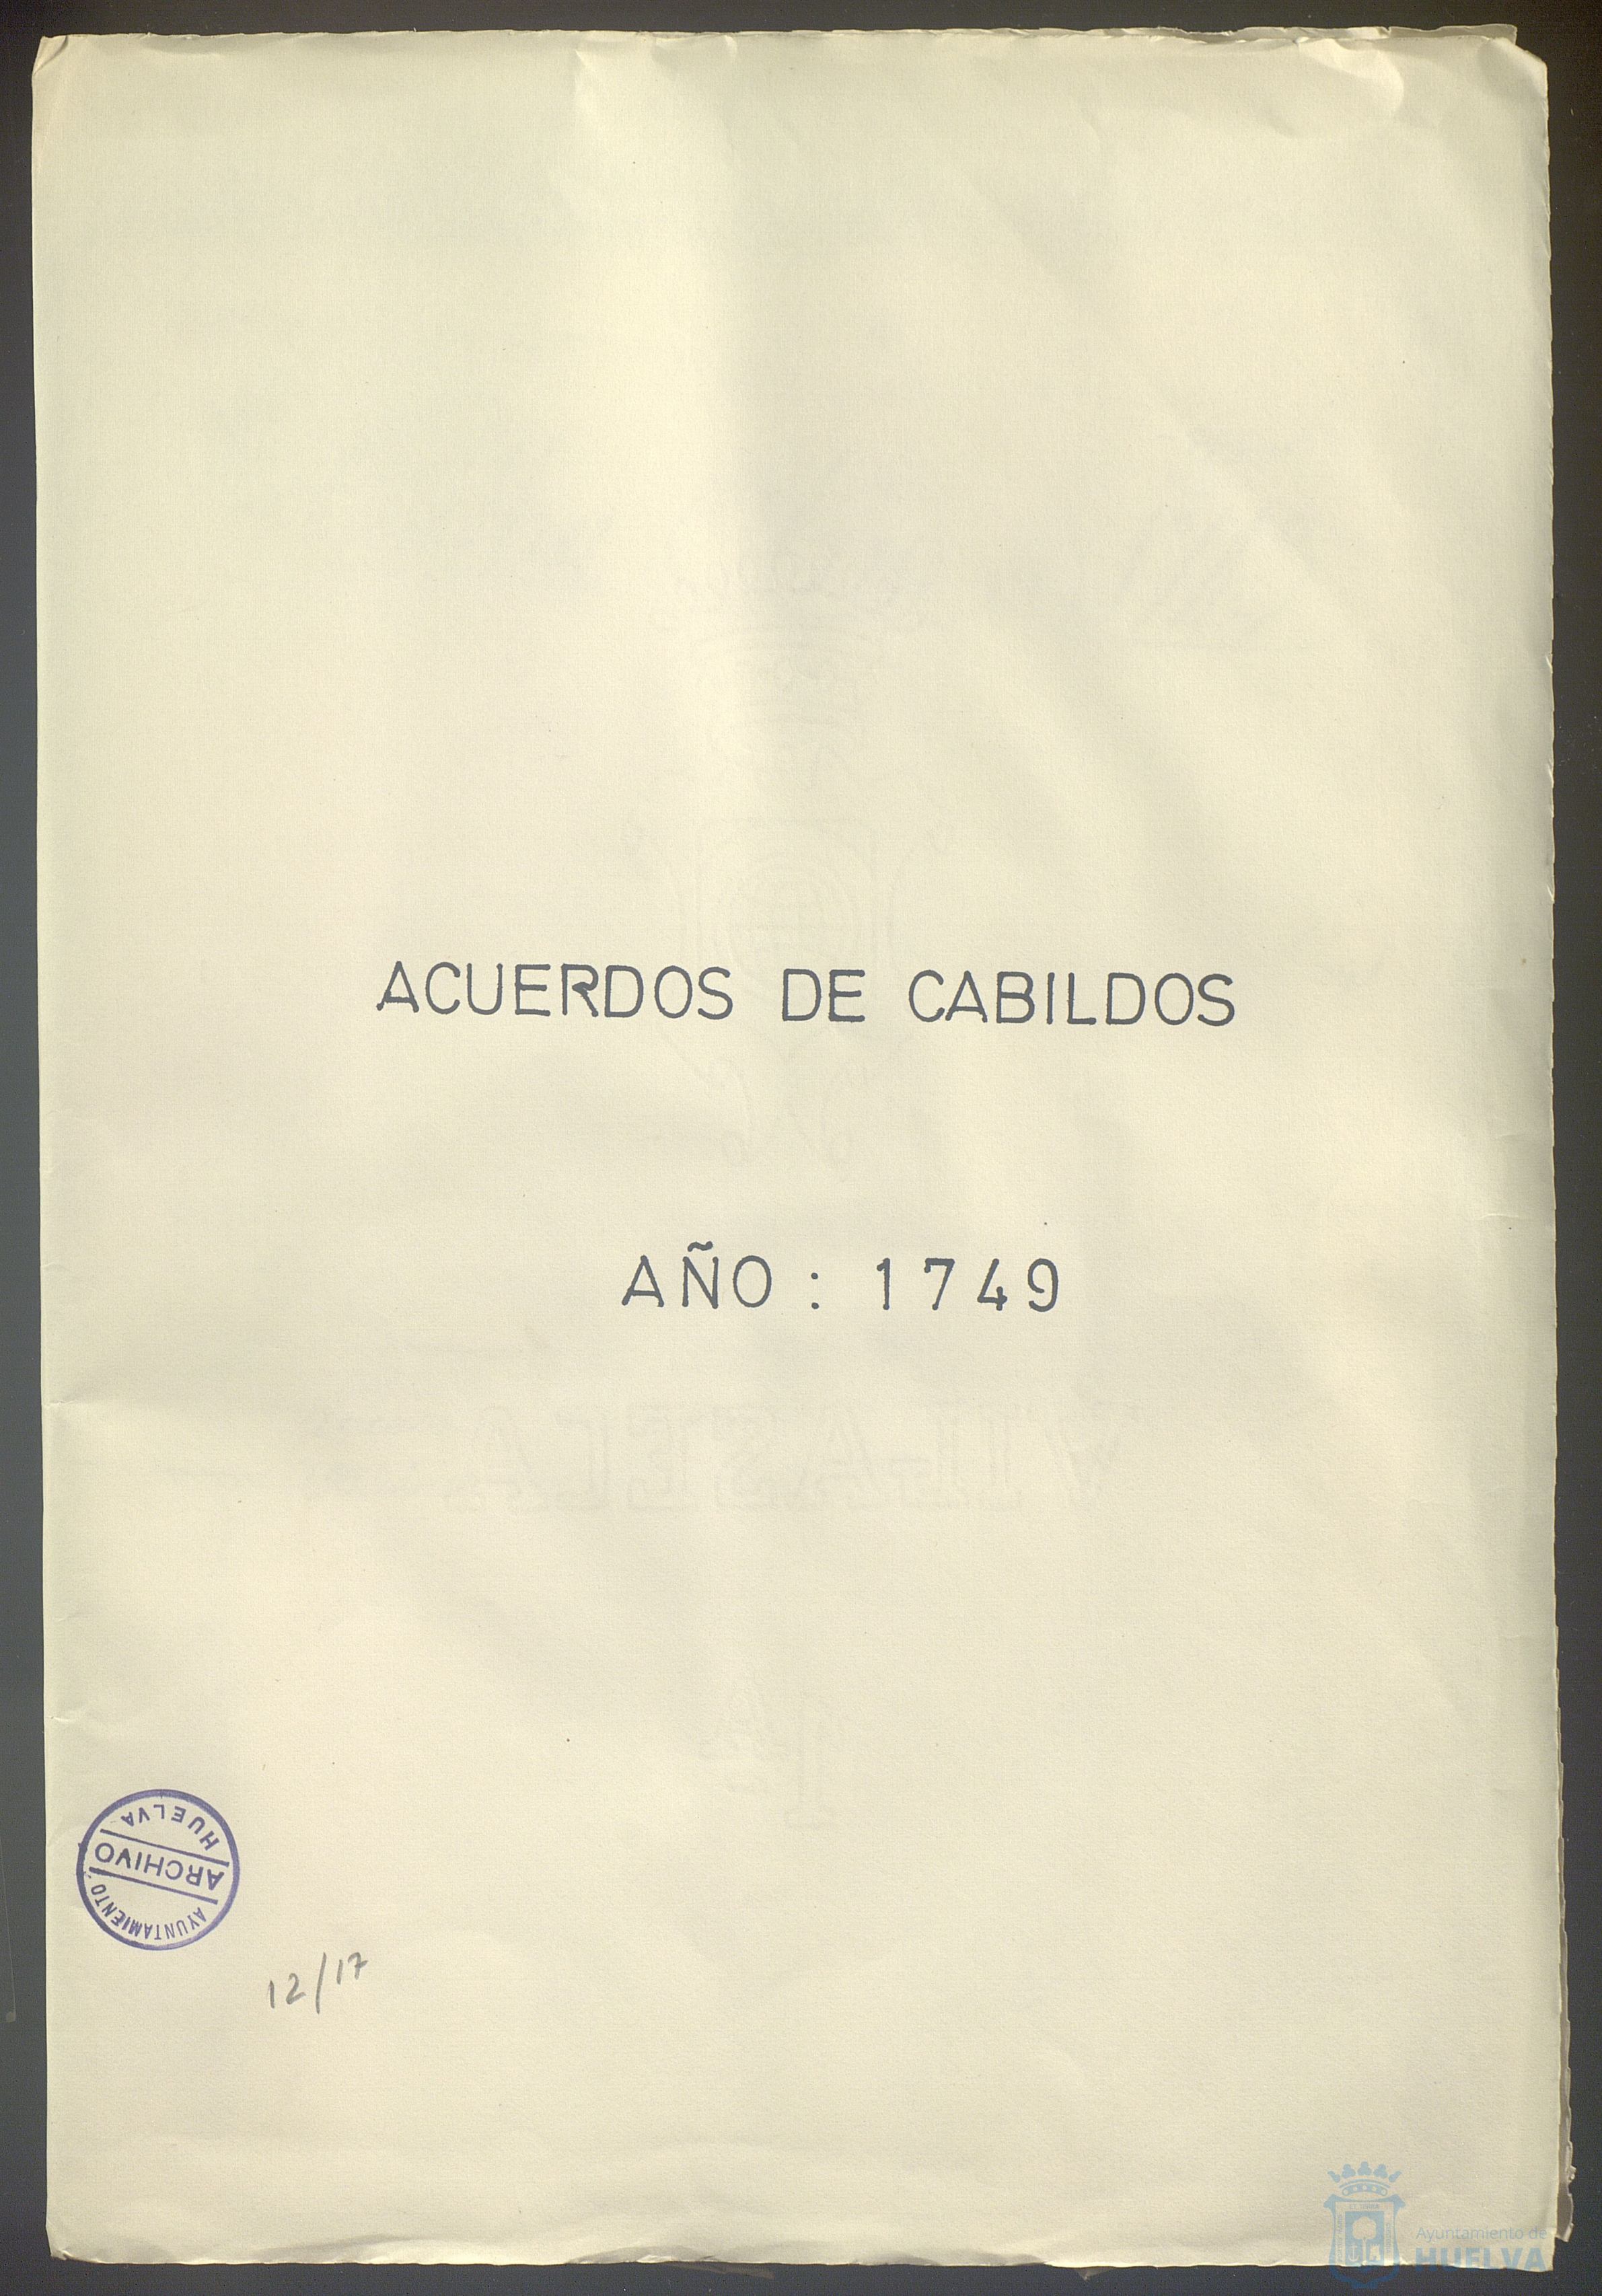 ACUERDOS DE CABILDOS
AÑO: 1749
HUELVA
ARCHIVO
AYUNTAMIENTO
12/17
Ayuntamiento de
HUELVA